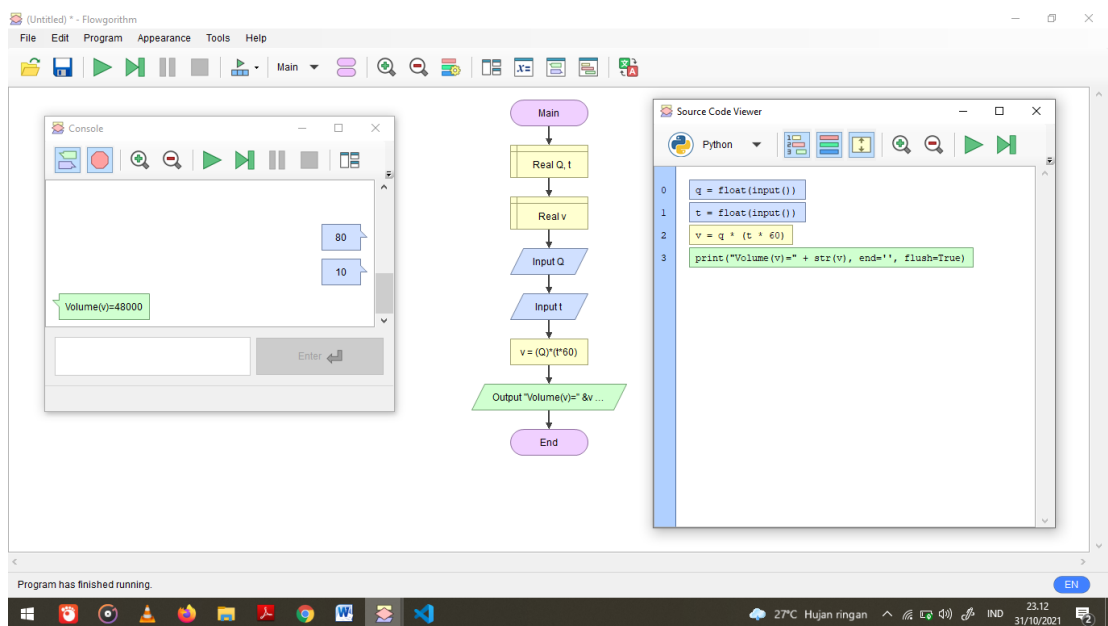 (Untitled) * - Flowgorithm
File Edit Program Appearance Tools Help
Main
Console
80
10
Volume(v)=48000
Enter
Main
Real Q, t
Real v
Input Q
Input t
v = (Q)*(t*60)
Output "Volume(v)=" &v ...
End
Source Code Viewer
Python
0 q = float(input())
1 t = float(input())
2 v = q * (t * 60)
3 print("Volume(v)=" + str(v), end='', flush=True)
Program has finished running.
EN
27°C Hujan ringan IND 23.12
31/10/2021